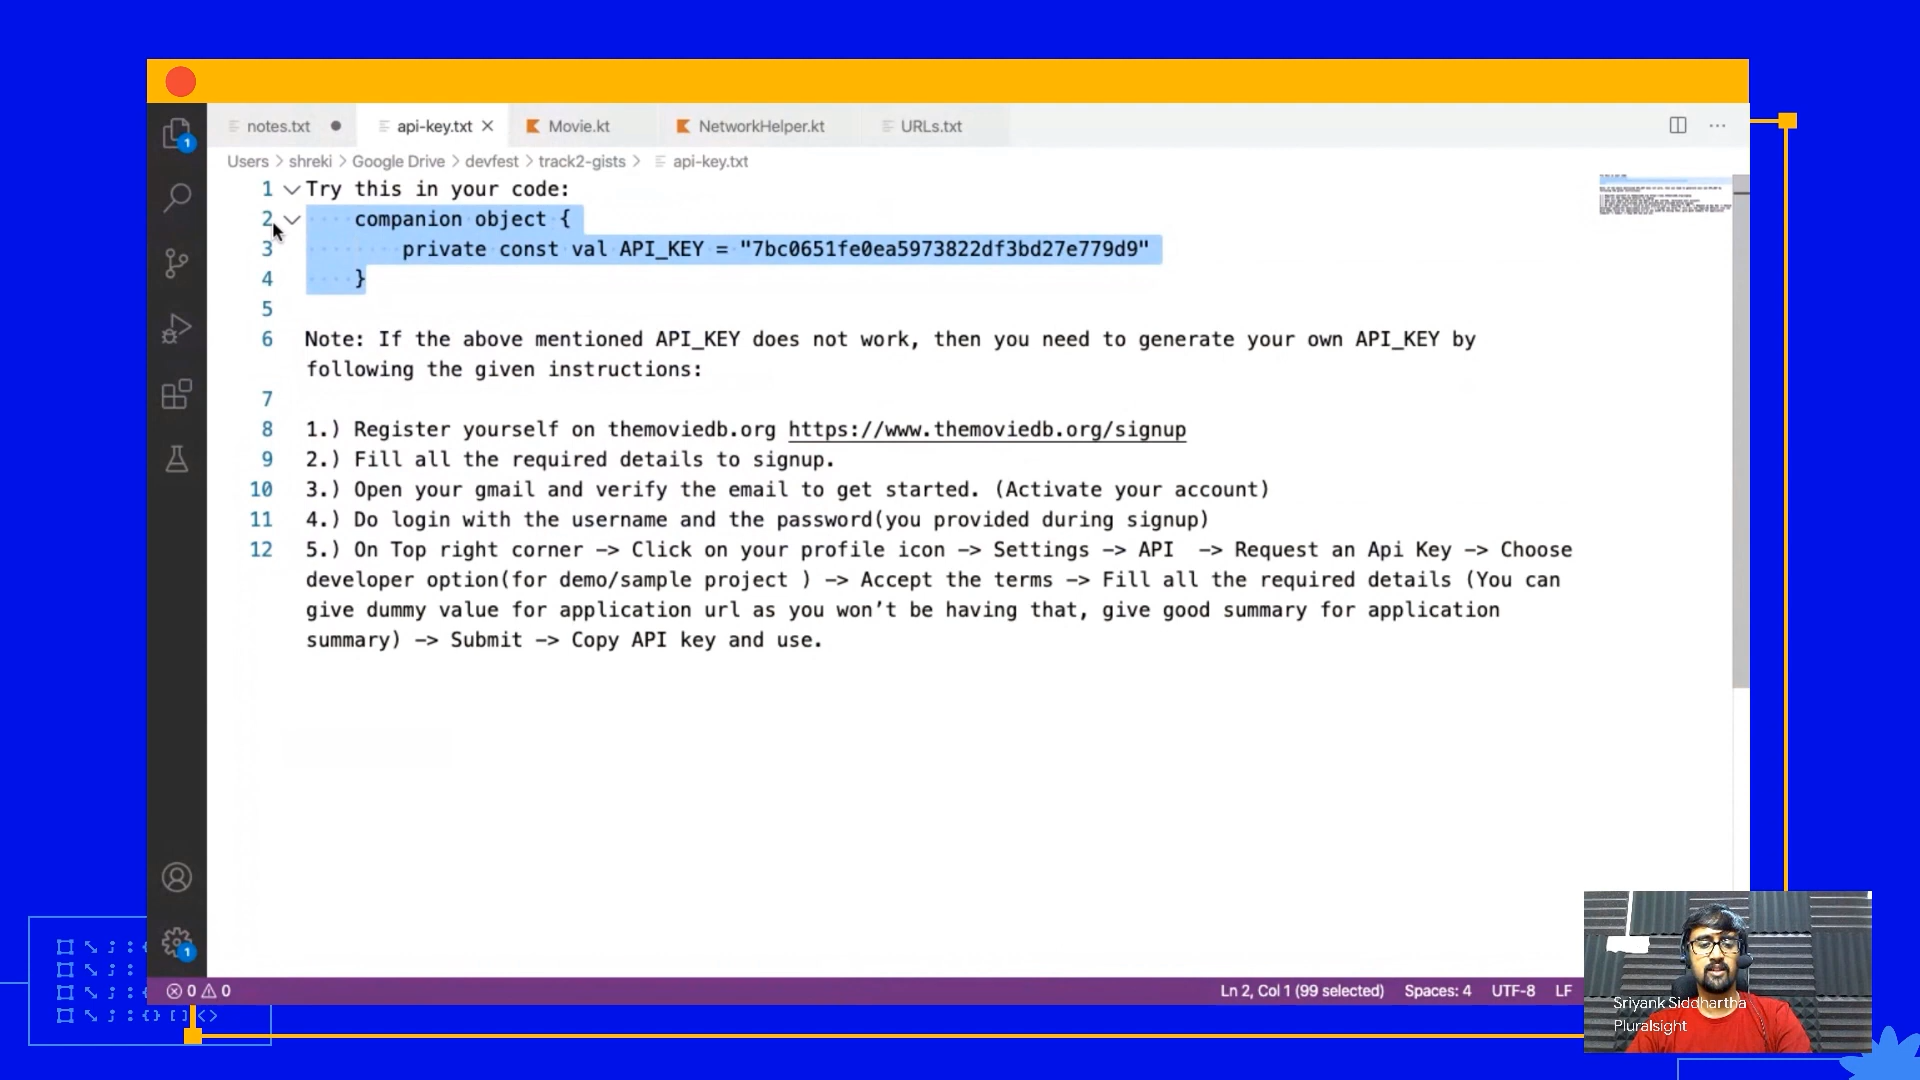 notes.txt
api-key.txt
Movie.kt
NetworkHelper.kt
URLs.txt
Users > shreki > Google Drive > devfest > track2-gists > api-key.txt
1 Try this in your code:
2 companion object {
3 private const val API_KEY = "7bc0651fe0ea5973822df3bd27e779d9"
4 }
5
6 Note: If the above mentioned API_KEY does not work, then you need to generate your own API_KEY by
following the given instructions:
7
8 1.) Register yourself on themoviedb.org https://www.themoviedb.org/signup
9 2.) Fill all the required details to signup.
10 3.) Open your gmail and verify the email to get started. (Activate your account)
11 4.) Do login with the username and the password(you provided during signup)
12 5.) On Top right corner -> Click on your profile icon -> Settings -> API -> Request an Api Key -> Choose
developer option(for demo/sample project ) -> Accept the terms -> Fill all the required details (You can
give dummy value for application url as you won’t be having that, give good summary for application
summary) -> Submit -> Copy API key and use.
1
1
0 0
Ln 2, Col 1 (99 selected) Spaces: 4 UTF-8 LF
Sriyank Siddhartha
Pluralsight